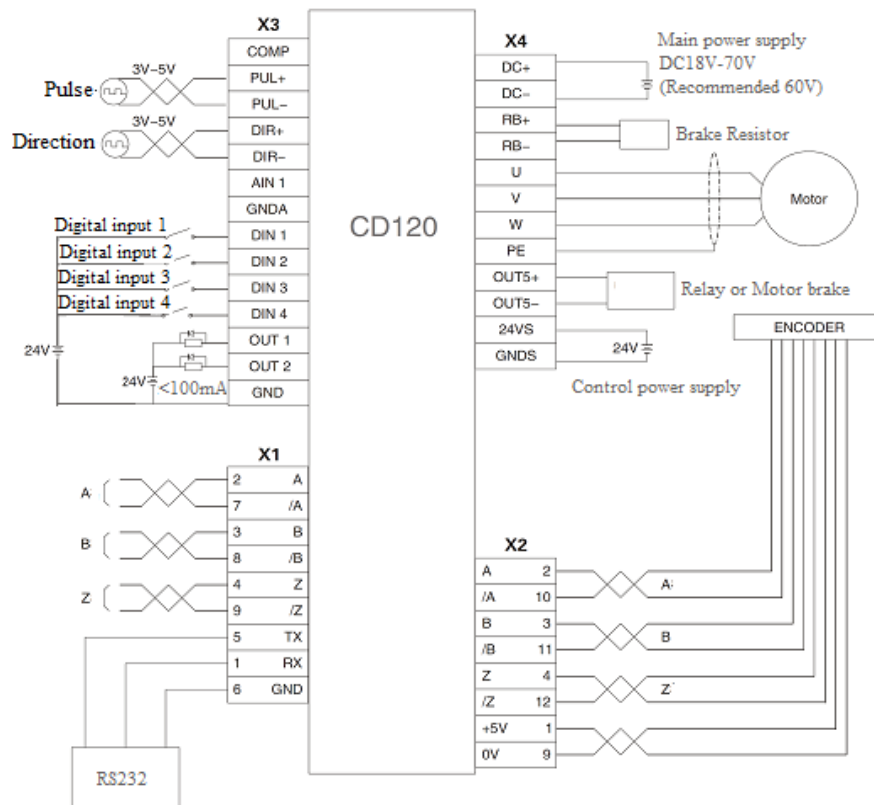 X3
COMP
PUL+
PUL−
DIR+
DIR−
AIN 1
GNDA
DIN 1
DIN 2
DIN 3
DIN 4
OUT 1
OUT 2
GND
3V−5V
Pulse
3V−5V
Direction
Digital input 1
Digital input 2
Digital input 3
Digital input 4
24V
24V
<100mA
CD120
X4
DC+
DC−
RB+
RB−
U
V
W
PE
OUT5+
OUT5−
24VS
GNDS
Main power supply
DC18V-70V
(Recommended 60V)
Brake Resistor
Motor
Relay or Motor brake
24V
Control power supply
ENCODER
X1
2 A
7 /A
3 B
8 /B
4 Z
9 /Z
5 TX
1 RX
6 GND
A
B
Z
RS232
X2
A 2
/A 10
B 3
/B 11
Z 4
/Z 12
+5V 1
0V 9
A
B
Z